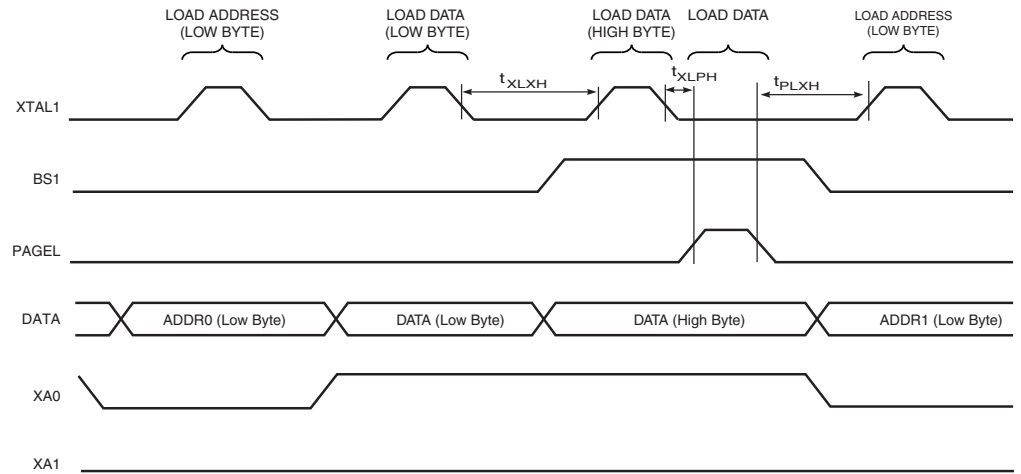 LOAD ADDRESS
(LOW BYTE)
LOAD DATA
(LOW BYTE)
LOAD DATA
(HIGH BYTE)
LOAD DATA
LOAD ADDRESS
(LOW BYTE)
tXLXH
tXLPH
tPLXH
XTAL1
BS1
PAGEL
DATA
ADDR0 (Low Byte)
DATA (Low Byte)
DATA (High Byte)
ADDR1 (Low Byte)
XA0
XA1